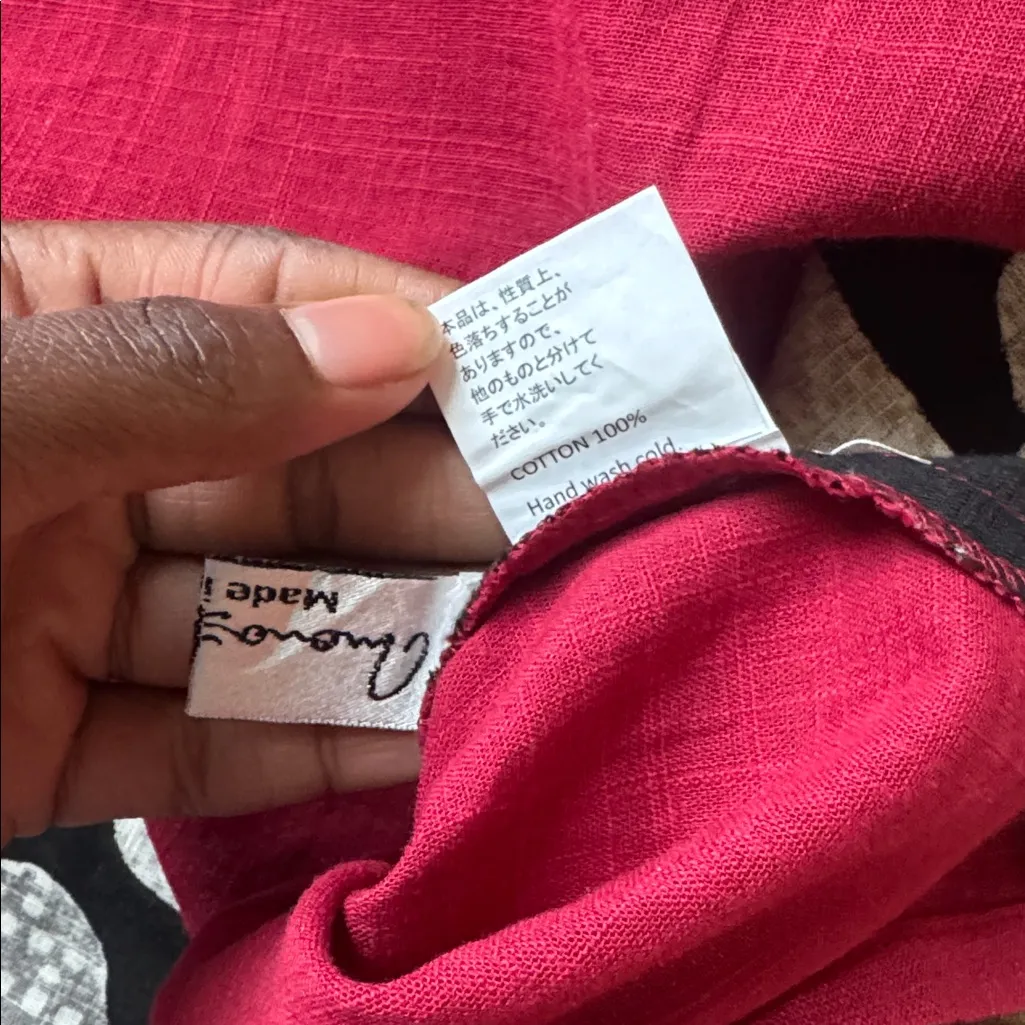 本品は、性質上、
色落ちすることが
ありますので、
他のものと分けて
手で水洗いしてく
ださい。
COTTON 100%
Hand wash cold.
Made